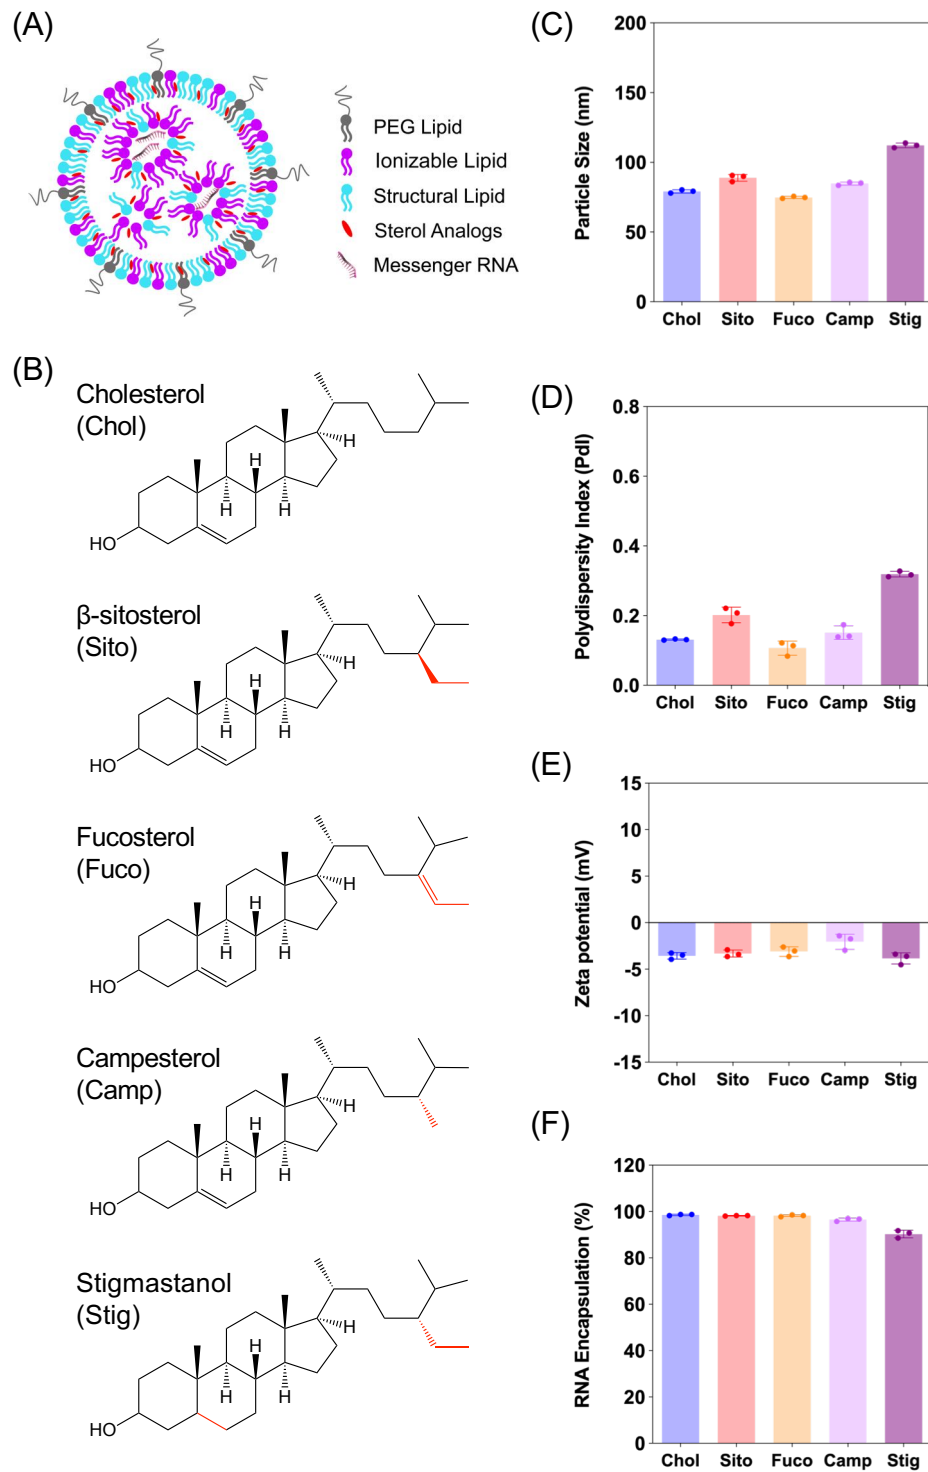 (A)
PEG Lipid
Ionizable Lipid
Structural Lipid
Sterol Analogs
Messenger RNA
(B)
Cholesterol
(Chol)
H
H
H
H
HO
β-sitosterol
(Sito)
H
H
H
H
HO
Fucosterol
(Fuco)
H
H
H
H
HO
Campesterol
(Camp)
H
H
H
H
HO
Stigmastanol
(Stig)
H
H
H
H
HO
(C)
Particle Size (nm)
200
150
100
50
0
Chol Sito Fuco Camp Stig
(D)
Polydispersity Index (PdI)
0.8
0.6
0.4
0.2
0.0
Chol Sito Fuco Camp Stig
(E)
Zeta potential (mV)
15
10
5
0
-5
-10
-15
Chol Sito Fuco Camp Stig
(F)
RNA Encapsulation (%)
120
100
80
60
40
20
0
Chol Sito Fuco Camp Stig